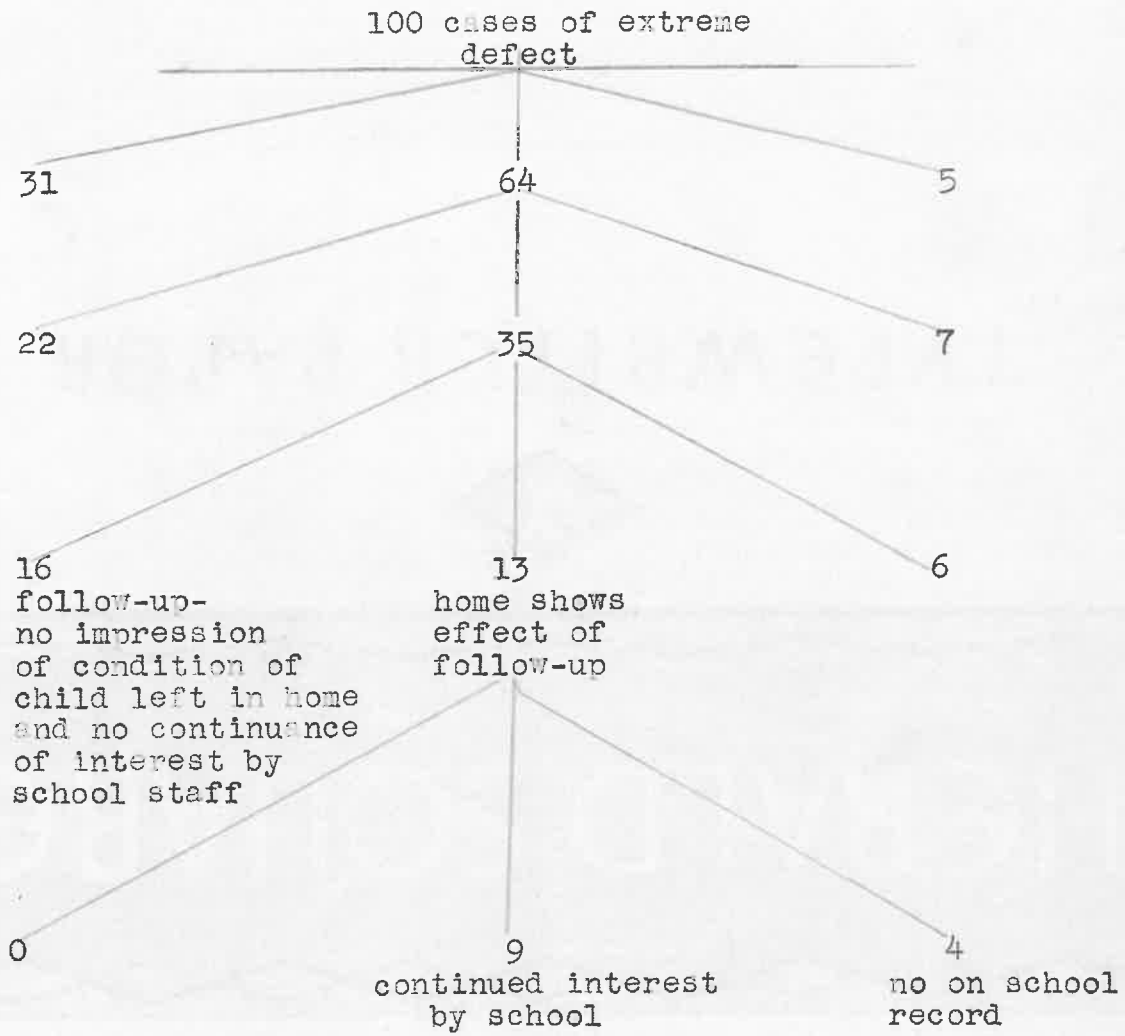 100 cases of extreme
defect
31 64 5
22 35 7
16 13 6
follow-up-
no impression
of condition of
child left in home
and no continuance
of interest by
school staff
home shows
effect of
follow-up
0 9 4
continued interest
by school
no on school
record